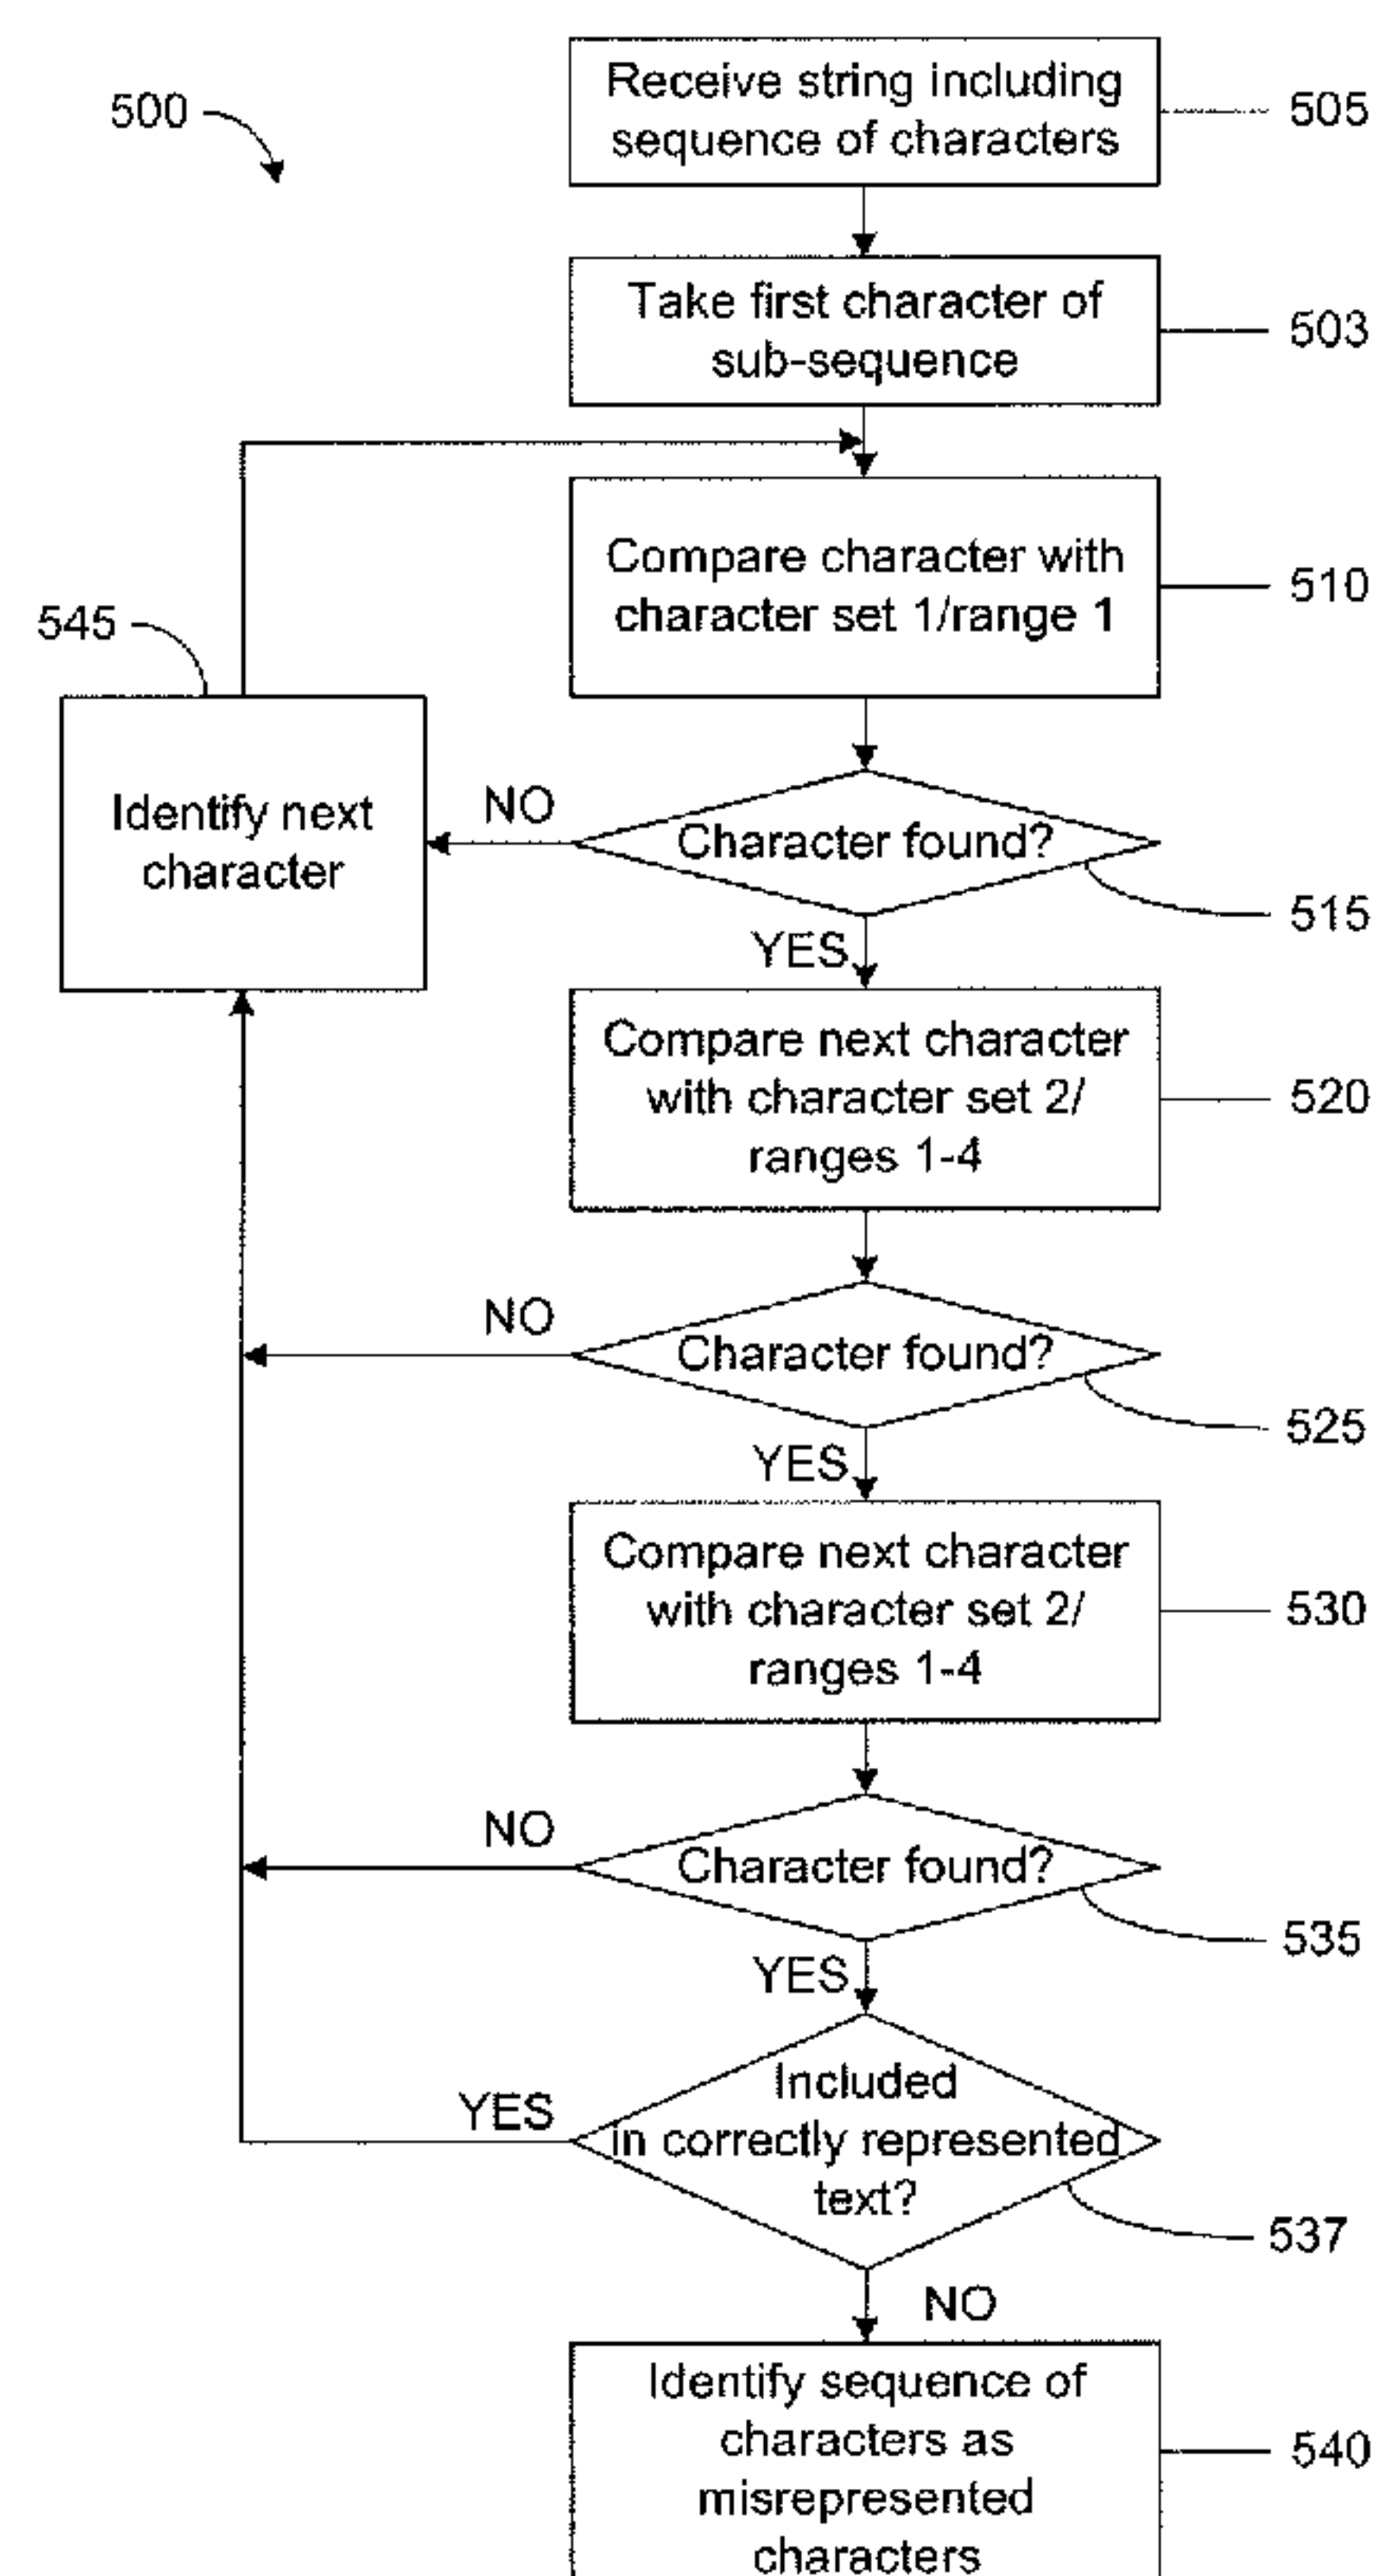 500
Receive string including
sequence of characters
505
Take first character of
sub-sequence
503
Compare character with
character set 1/range 1
510
545
Identify next
character
NO
Character found?
515
YES
Compare next character
with character set 2/
ranges 1-4
520
NO
Character found?
525
YES
Compare next character
with character set 2/
ranges 1-4
530
NO
Character found?
535
YES
YES
Included
in correctly represented
text?
537
NO
Identify sequence of
characters as
misrepresented
characters
540